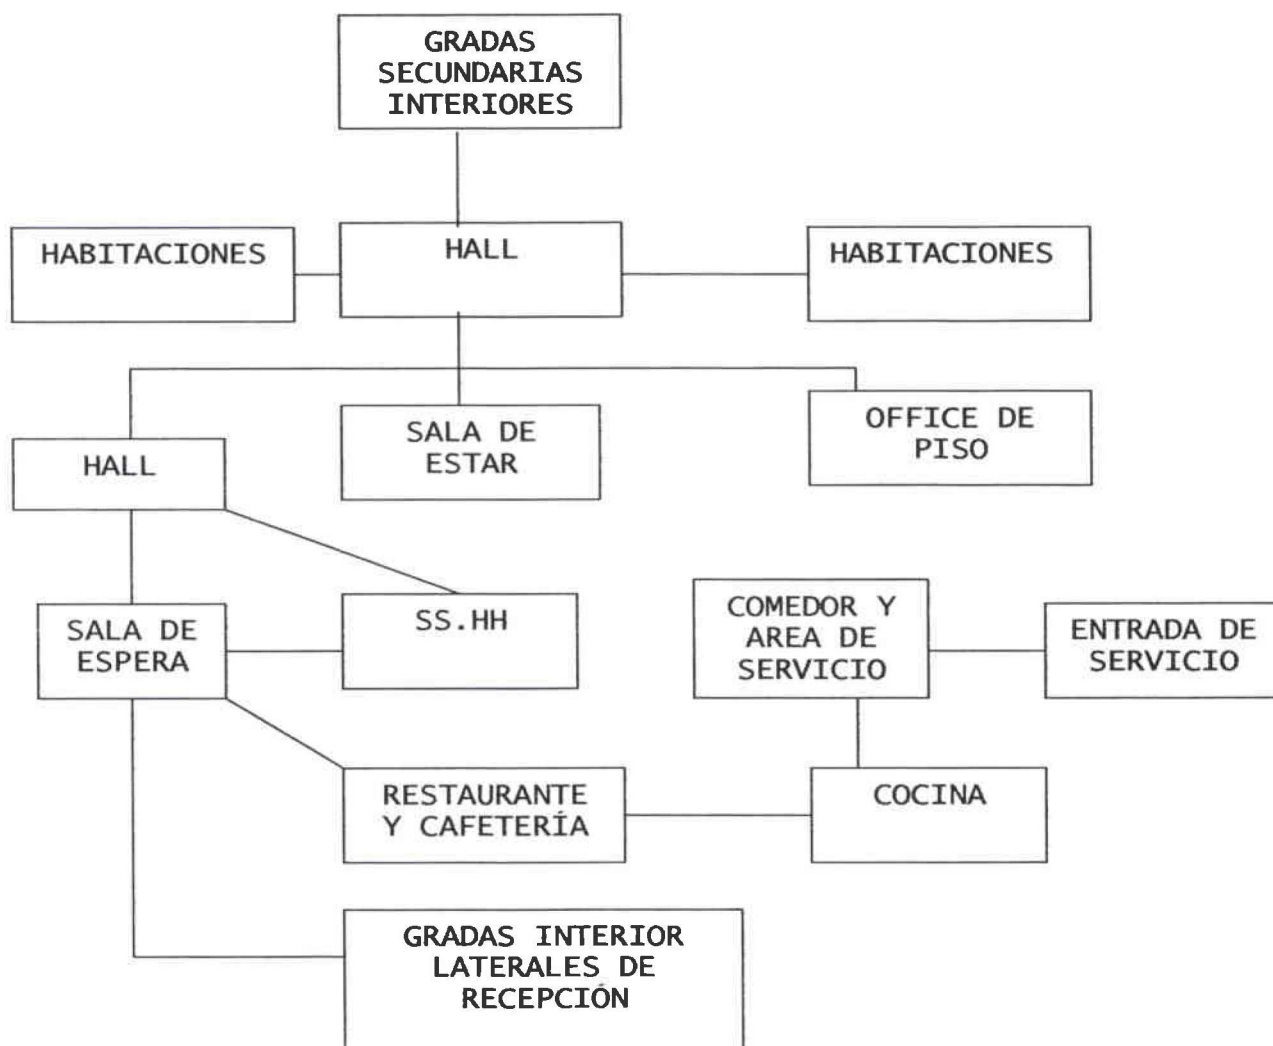 GRADAS
SECUNDARIAS
INTERIORES
HABITACIONES
HALL
HABITACIONES
SALA DE
ESTAR
OFFICE DE
PISO
HALL
SALA DE
ESPERA
SS.HH
COMEDOR Y
AREA DE
SERVICIO
ENTRADA DE
SERVICIO
RESTAURANTE
Y CAFETERÍA
COCINA
GRADAS INTERIOR
LATERALES DE
RECEPCIÓN